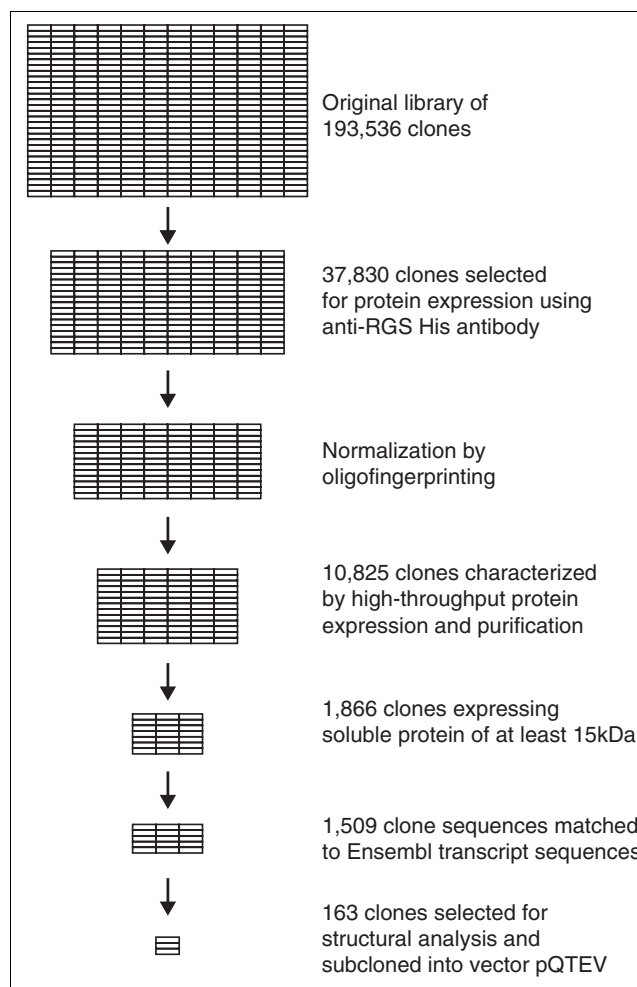 Original library of
193,536 clones
37,830 clones selected
for protein expression using
anti-RGS His antibody
Normalization by
oligofingerprinting
10,825 clones characterized
by high-throughput protein
expression and purification
1,866 clones expressing
soluble protein of at least 15kDa
1,509 clone sequences matched
to Ensembl transcript sequences
163 clones selected for
structural analysis and
subcloned into vector pQTEV